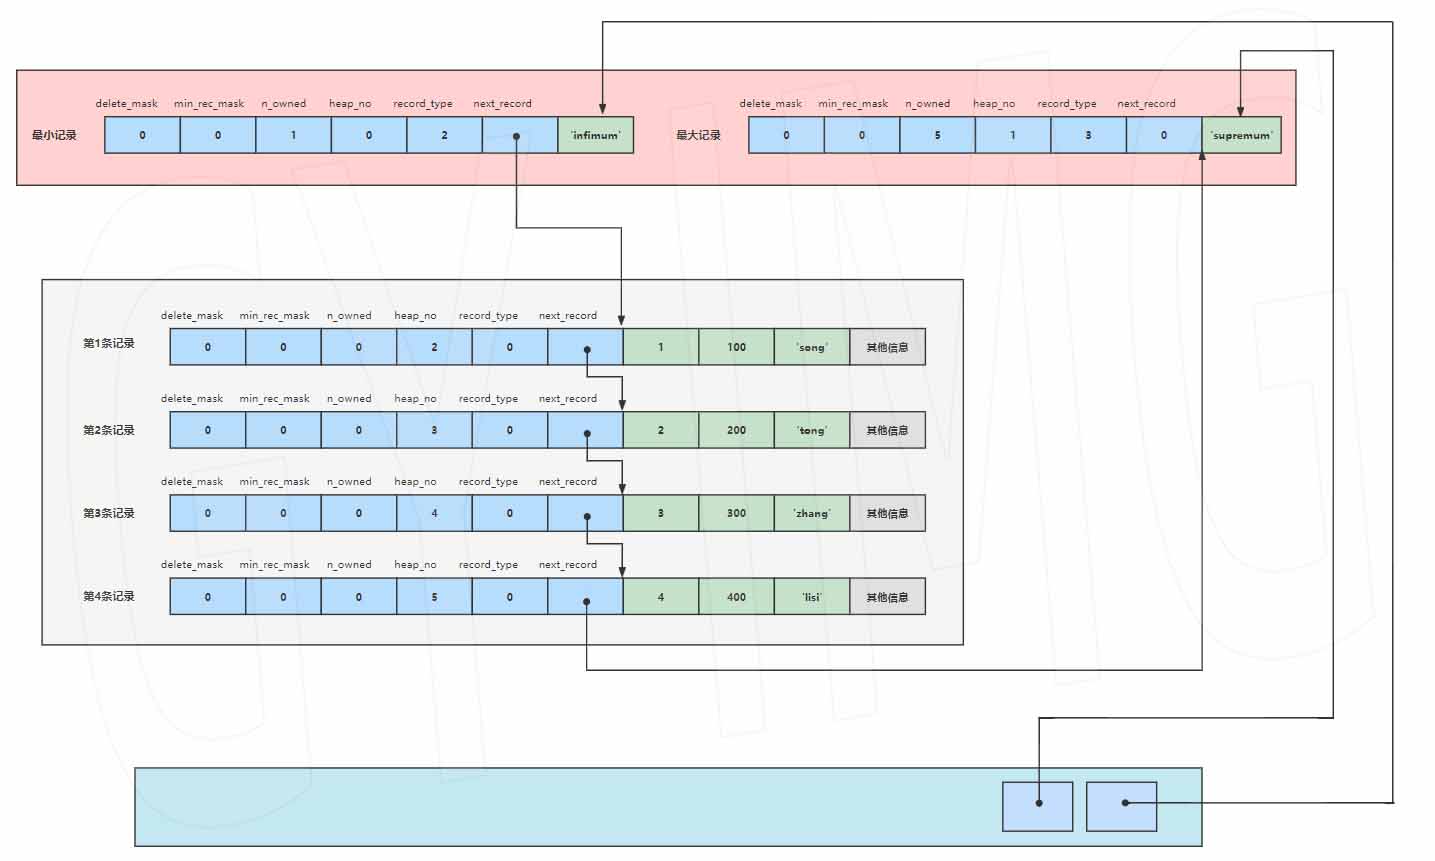 delete_mask min_rec_mask n_owned heap_no record_type next_record
最小记录 0 0 1 0 2 'infimum'
delete_mask min_rec_mask n_owned heap_no record_type next_record
最大记录 0 0 5 1 3 0 'supremum'
delete_mask min_rec_mask n_owned heap_no record_type next_record
第1条记录 0 0 0 2 0 1 100 'song' 其他信息
delete_mask min_rec_mask n_owned heap_no record_type next_record
第2条记录 0 0 0 3 0 2 200 'tong' 其他信息
delete_mask min_rec_mask n_owned heap_no record_type next_record
第3条记录 0 0 0 4 0 3 300 'zhang' 其他信息
delete_mask min_rec_mask n_owned heap_no record_type next_record
第4条记录 0 0 0 5 0 4 400 'lisi' 其他信息